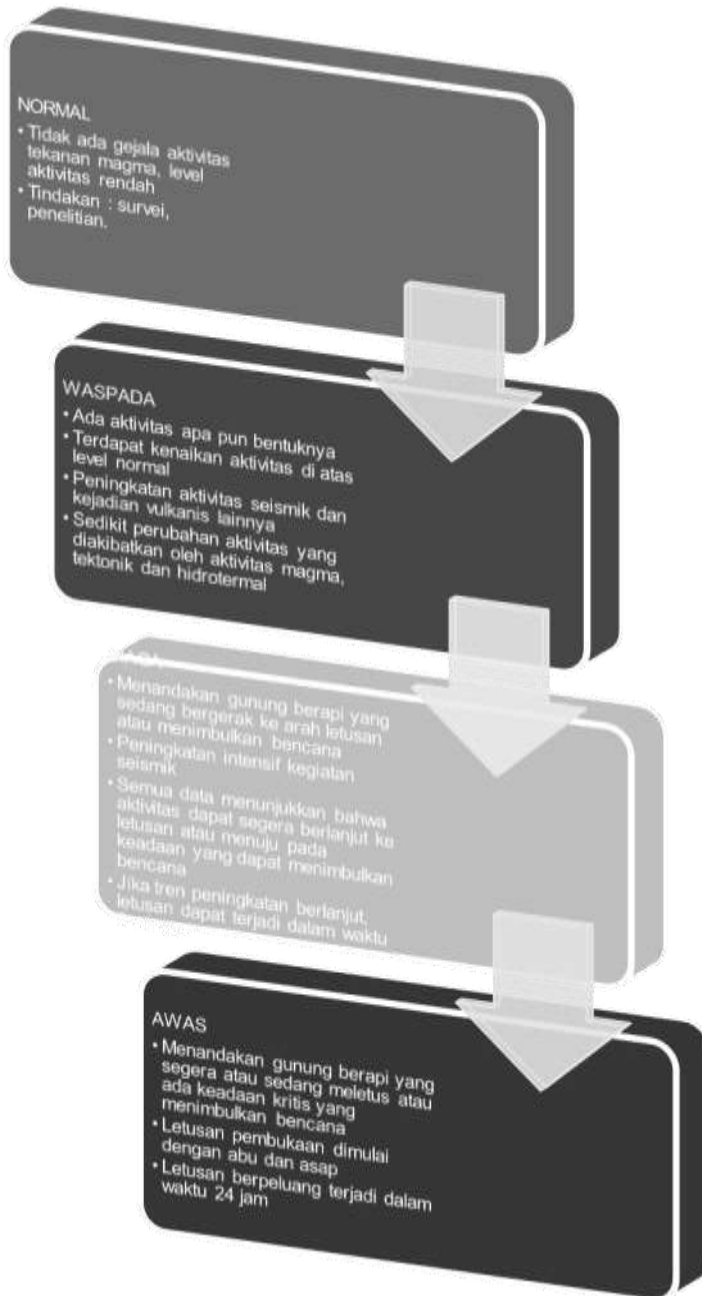 NORMAL
• Tidak ada gejala aktivitas
tekanan magma, level
aktivitas rendah
• Tindakan : survei,
penelitian.
WASPADA
• Ada aktivitas apa pun bentuknya
• Terdapat kenaikan aktivitas di atas
level normal
• Peningkatan aktivitas seismik dan
kejadian vulkanis lainnya
• Sedikit perubahan aktivitas yang
diakibatkan oleh aktivitas magma,
tektonik dan hidrotermal
• Menandakan gunung berapi yang
sedang bergerak ke arah letusan
atau menimbulkan bencana
• Peningkatan intensif kegiatan
seismik
• Semua data menunjukkan bahwa
aktivitas dapat segera berlanjut ke
letusan atau menuju pada
keadaan yang dapat menimbulkan
bencana
• Jika tren peningkatan berlanjut,
letusan dapat terjadi dalam waktu
AWAS
• Menandakan gunung berapi yang
segera atau sedang meletus atau
ada keadaan kritis yang
menimbulkan bencana
• Letusan pembukaan dimulai
dengan abu dan asap
• Letusan berpeluang terjadi dalam
waktu 24 jam